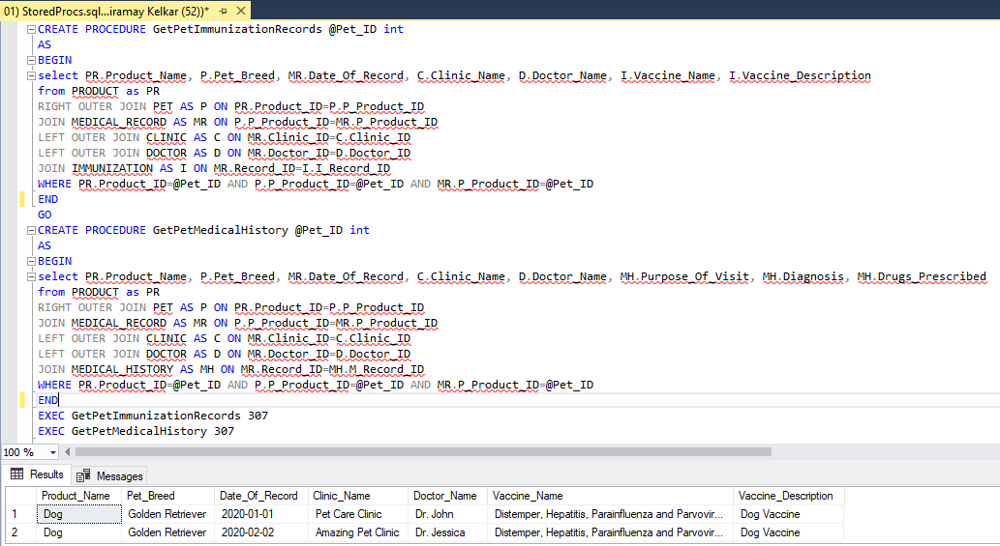 01) StoredProcs.sql...iramay Kelkar (52))*
CREATE PROCEDURE GetPetImmunizationRecords @Pet_ID int
AS
BEGIN
select PR.Product_Name, P.Pet_Breed, MR.Date_Of_Record, C.Clinic_Name, D.Doctor_Name, I.Vaccine_Name, I.Vaccine_Description
from PRODUCT as PR
RIGHT OUTER JOIN PET AS P ON PR.Product_ID=P.P_Product_ID
JOIN MEDICAL_RECORD AS MR ON P.P_Product_ID=MR.P_Product_ID
LEFT OUTER JOIN CLINIC AS C ON MR.Clinic_ID=C.Clinic_ID
LEFT OUTER JOIN DOCTOR AS D ON MR.Doctor_ID=D.Doctor_ID
JOIN IMMUNIZATION AS I ON MR.Record_ID=I.I_Record_ID
WHERE PR.Product_ID=@Pet_ID AND P.P_Product_ID=@Pet_ID AND MR.P_Product_ID=@Pet_ID
END
GO
CREATE PROCEDURE GetPetMedicalHistory @Pet_ID int
AS
BEGIN
select PR.Product_Name, P.Pet_Breed, MR.Date_Of_Record, C.Clinic_Name, D.Doctor_Name, MH.Purpose_Of_Visit, MH.Diagnosis, MH.Drugs_Prescribed
from PRODUCT as PR
RIGHT OUTER JOIN PET AS P ON PR.Product_ID=P.P_Product_ID
JOIN MEDICAL_RECORD AS MR ON P.P_Product_ID=MR.P_Product_ID
LEFT OUTER JOIN CLINIC AS C ON MR.Clinic_ID=C.Clinic_ID
LEFT OUTER JOIN DOCTOR AS D ON MR.Doctor_ID=D.Doctor_ID
JOIN MEDICAL_HISTORY AS MH ON MR.Record_ID=MH.M_Record_ID
WHERE PR.Product_ID=@Pet_ID AND P.P_Product_ID=@Pet_ID AND MR.P_Product_ID=@Pet_ID
END
EXEC GetPetImmunizationRecords 307
EXEC GetPetMedicalHistory 307
100 %
Results Messages
Product_Name Pet_Breed Date_Of_Record Clinic_Name Doctor_Name Vaccine_Name Vaccine_Description
1 Dog Golden Retriever 2020-01-01 Pet Care Clinic Dr. John Distemper, Hepatitis, Parainfluenza and Parvovir... Dog Vaccine
2 Dog Golden Retriever 2020-02-02 Amazing Pet Clinic Dr. Jessica Distemper, Hepatitis, Parainfluenza and Parvovir... Dog Vaccine